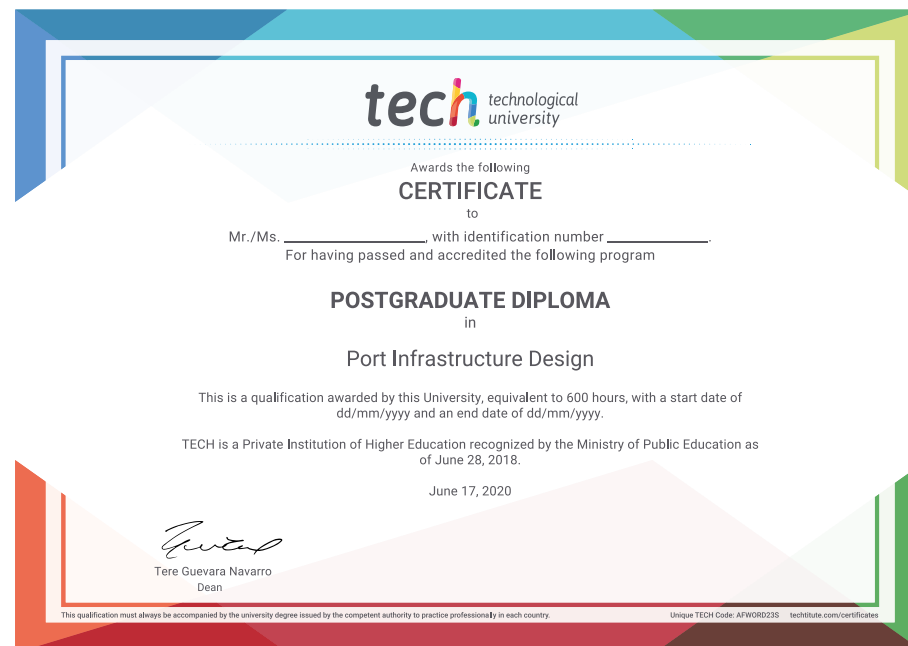 tech technological
university
Awards the following
CERTIFICATE
to
Mr./Ms. ____________________, with identification number ______________.
For having passed and accredited the following program
POSTGRADUATE DIPLOMA
in
Port Infrastructure Design
This is a qualification awarded by this University, equivalent to 600 hours, with a start date of
dd/mm/yyyy and an end date of dd/mm/yyyy.
TECH is a Private Institution of Higher Education recognized by the Ministry of Public Education as
of June 28, 2018.
June 17, 2020
Tere Guevara Navarro
Dean
This qualification must always be accompanied by the university degree issued by the competent authority to practice professionally in each country. Unique TECH Code: AFWORD23S techtitute.com/certificates